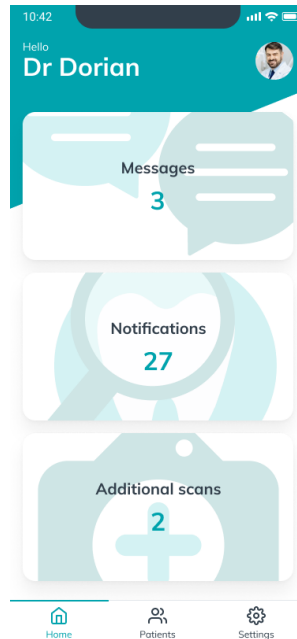 10:42
Hello
Dr Dorian
Messages
3
Notifications
27
Additional scans
2
Home
Patients
Settings